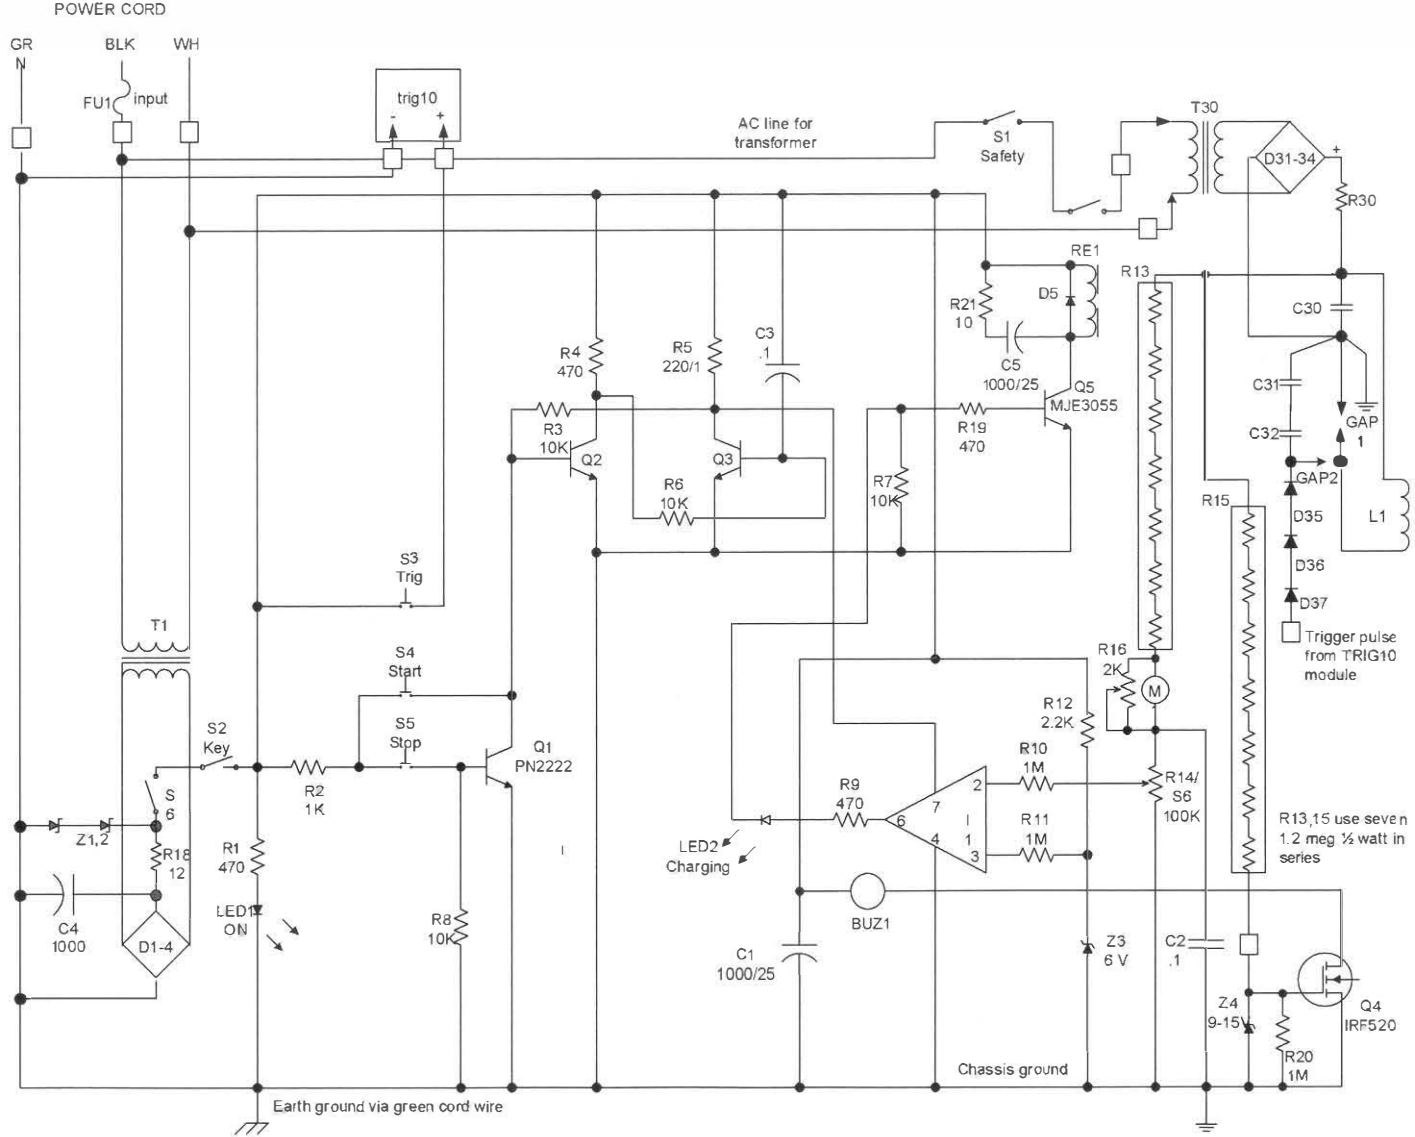 POWER CORD
GR
N
BLK
WH
FU1
input
trig10
-
+
AC line for
transformer
S1
Safety
T30
D31-34
+
R30
RE1
D5
R21
10
C5
1000/25
R13
C30
C31
C32
GAP
1
GAP2
R4
470
R5
220/1
C3
.1
R3
10K
Q2
Q3
R6
10K
R7
10K
R19
470
Q5
MJE3055
R15
L1
D35
D36
D37
Trigger pulse
from TRIG10
module
S3
Trig
T1
S4
Start
S5
Stop
S2
Key
S
6
Q1
PN2222
R2
1K
Z1,2
R18
12
R1
470
C4
1000
LED1
ON
D1-4
R8
10K
R16
2K
M
R12
2.2K
R10
1M
R14/
S6
100K
R9
470
2
7
6
I
1
4
3
R11
1M
LED2
Charging
R13,15 use seven
1.2 meg ½ watt in
series
BUZ1
C1
1000/25
Z3
6 V
C2
.1
Z4
9-15V
Q4
IRF520
R20
1M
Chassis ground
Earth ground via green cord wire